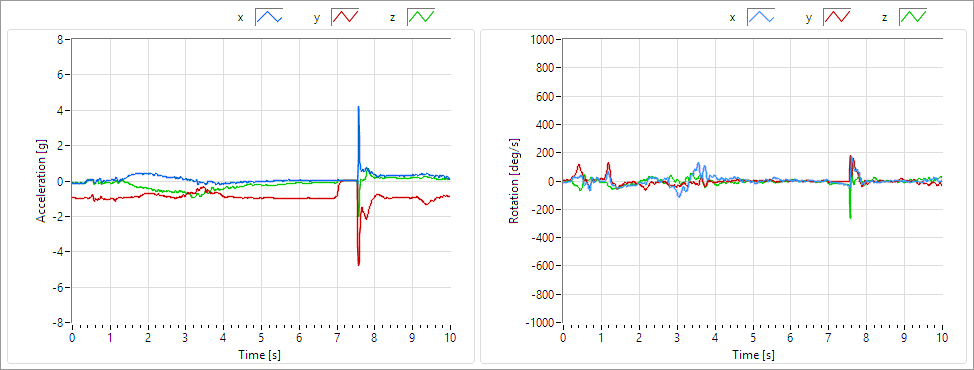 x y z
x y z
8
6
4
2
0
-2
-4
-6
-8
Acceleration [g]
0 1 2 3 4 5 6 7 8 9 10
Time [s]
1000
800
600
400
200
0
-200
-400
-600
-800
-1000
Rotation [deg/s]
0 1 2 3 4 5 6 7 8 9 10
Time [s]